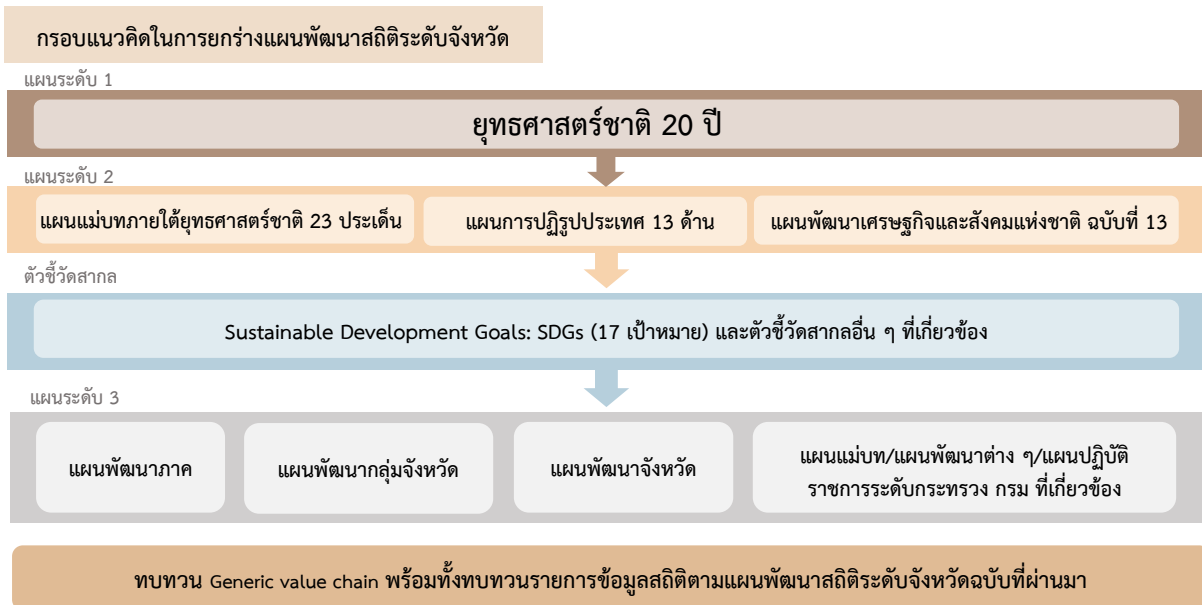 กรอบแนวคิดในการยกร่างแผนพัฒนาสถิติระดับจังหวัด
แผนระดับ 1
ยุทธศาสตร์ชาติ 20 ปี
แผนระดับ 2
แผนแม่บทภายใต้ยุทธศาสตร์ชาติ 23 ประเด็น
แผนการปฏิรูปประเทศ 13 ด้าน
แผนพัฒนาเศรษฐกิจและสังคมแห่งชาติ ฉบับที่ 13
ตัวชี้วัดสากล
Sustainable Development Goals: SDGs (17 เป้าหมาย) และตัวชี้วัดสากลอื่น ๆ ที่เกี่ยวข้อง
แผนระดับ 3
แผนพัฒนาภาค
แผนพัฒนากลุ่มจังหวัด
แผนพัฒนาจังหวัด
แผนแม่บท/แผนพัฒนาต่าง ๆ/แผนปฏิบัติ
ราชการระดับกระทรวง กรม ที่เกี่ยวข้อง
ทบทวน Generic value chain พร้อมทั้งทบทวนรายการข้อมูลสถิติตามแผนพัฒนาสถิติระดับจังหวัดฉบับที่ผ่านมา